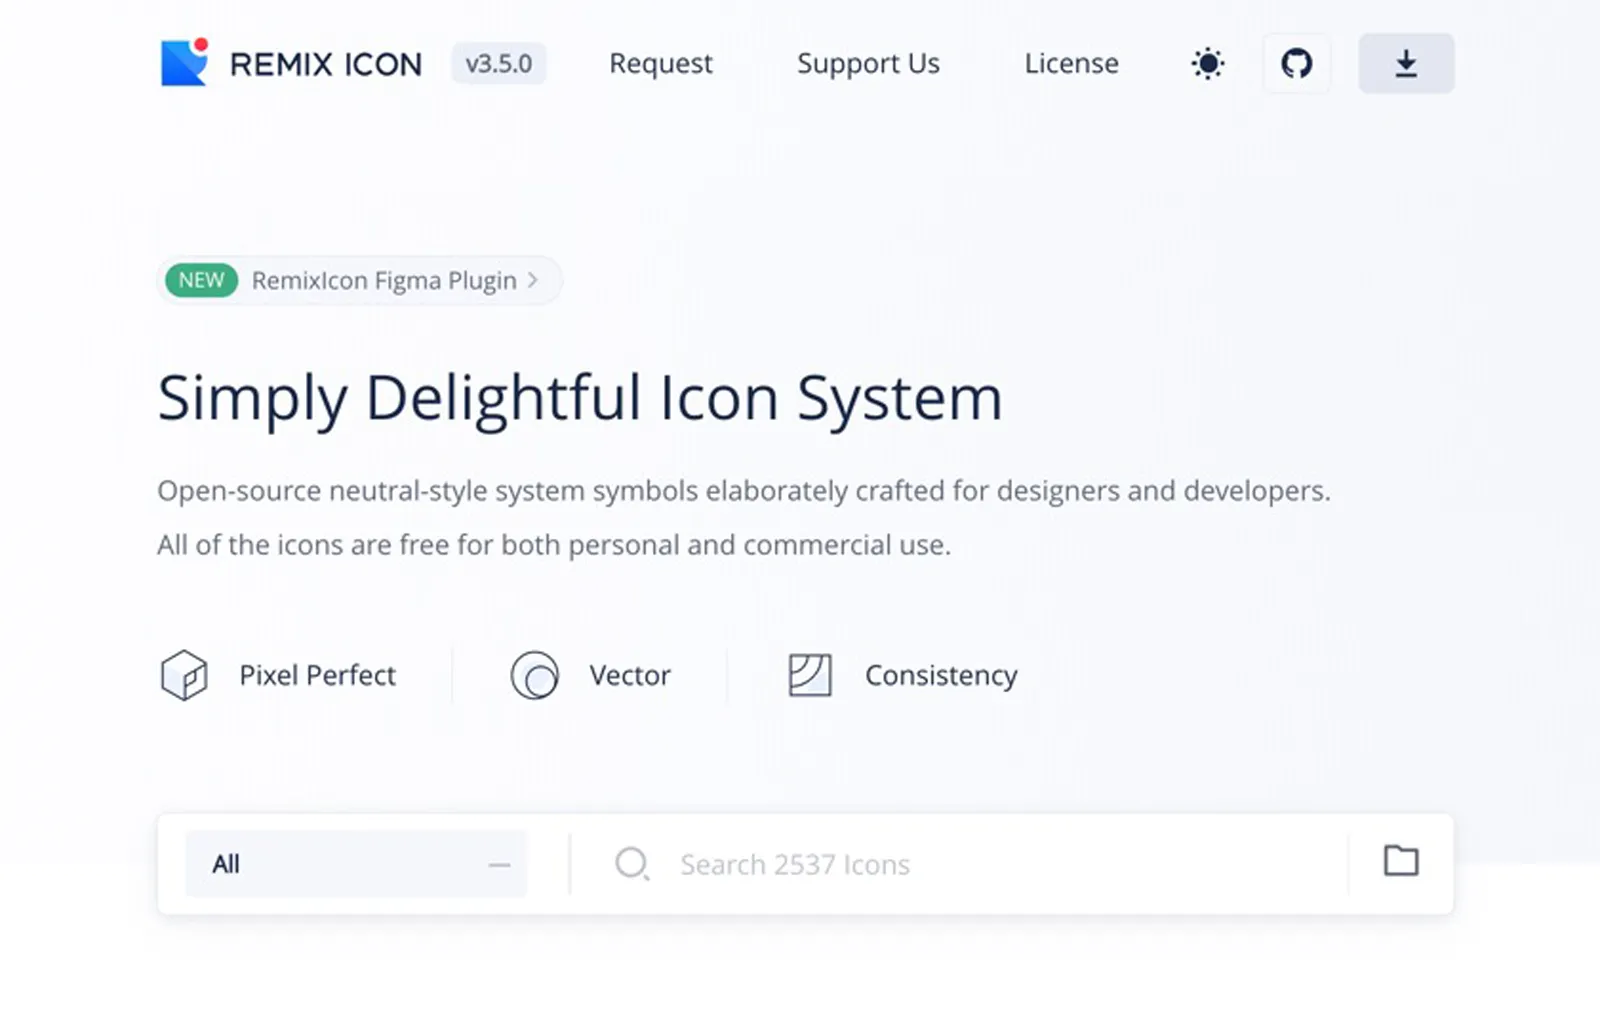 REMIX ICON v3.5.0 Request Support Us License
NEW RemixIcon Figma Plugin
Simply Delightful Icon System
Open-source neutral-style system symbols elaborately crafted for designers and developers.
All of the icons are free for both personal and commercial use.
Pixel Perfect Vector Consistency
All Search 2537 Icons